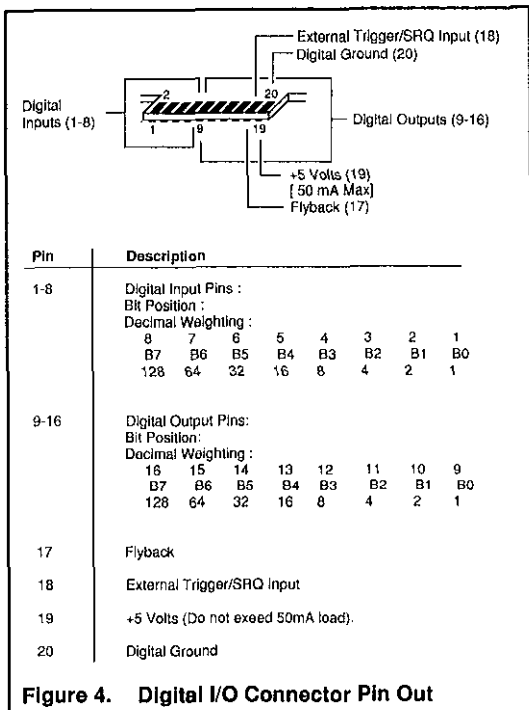 External Trigger/SRQ Input (18)
Digital Ground (20)
2
20
Digital
Inputs (1-8)
Digital Outputs (9-16)
1
9
19
+5 Volts (19)
[ 50 mA Max]
Flyback (17)
Pin Description
1-8 Digital Input Pins :
Bit Position :
Decimal Weighting :
8 7 6 5 4 3 2 1
B7 B6 B5 B4 B3 B2 B1 B0
128 64 32 16 8 4 2 1
9-16 Digital Output Pins:
Bit Position:
Decimal Weighting :
16 15 14 13 12 11 10 9
B7 B6 B5 B4 B3 B2 B1 B0
128 64 32 16 8 4 2 1
17 Flyback
18 External Trigger/SRQ Input
19 +5 Volts (Do not exeed 50mA load).
20 Digital Ground
Figure 4. Digital I/O Connector Pin Out